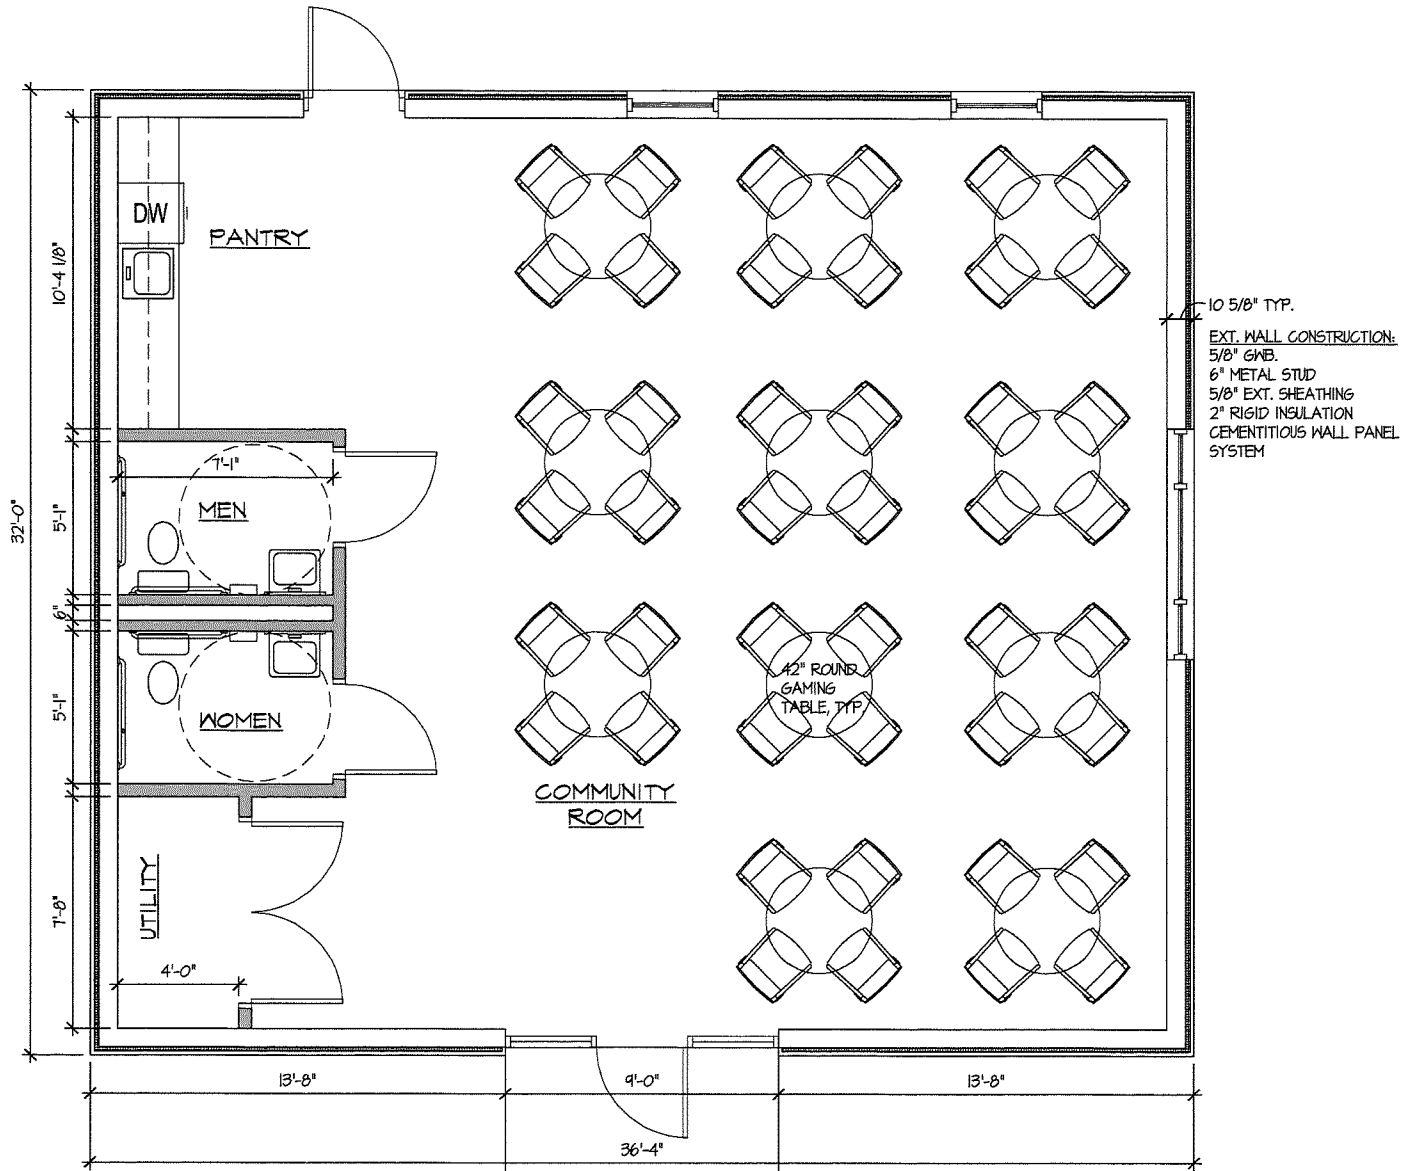 DW
PANTRY
10'-4 1/8"
10 5/8" TYP.
EXT. WALL CONSTRUCTION:
5/8" GWB.
6" METAL STUD
5/8" EXT. SHEATHING
2" RIGID INSULATION
CEMENTITIOUS WALL PANEL
SYSTEM
7'-1"
MEN
5'-1"
32'-0"
6"
5'-1"
WOMEN
42" ROUND
GAMING
TABLE, TYP.
COMMUNITY
ROOM
UTILITY
7'-8"
4'-0"
13'-8"
9'-0"
13'-8"
36'-4"